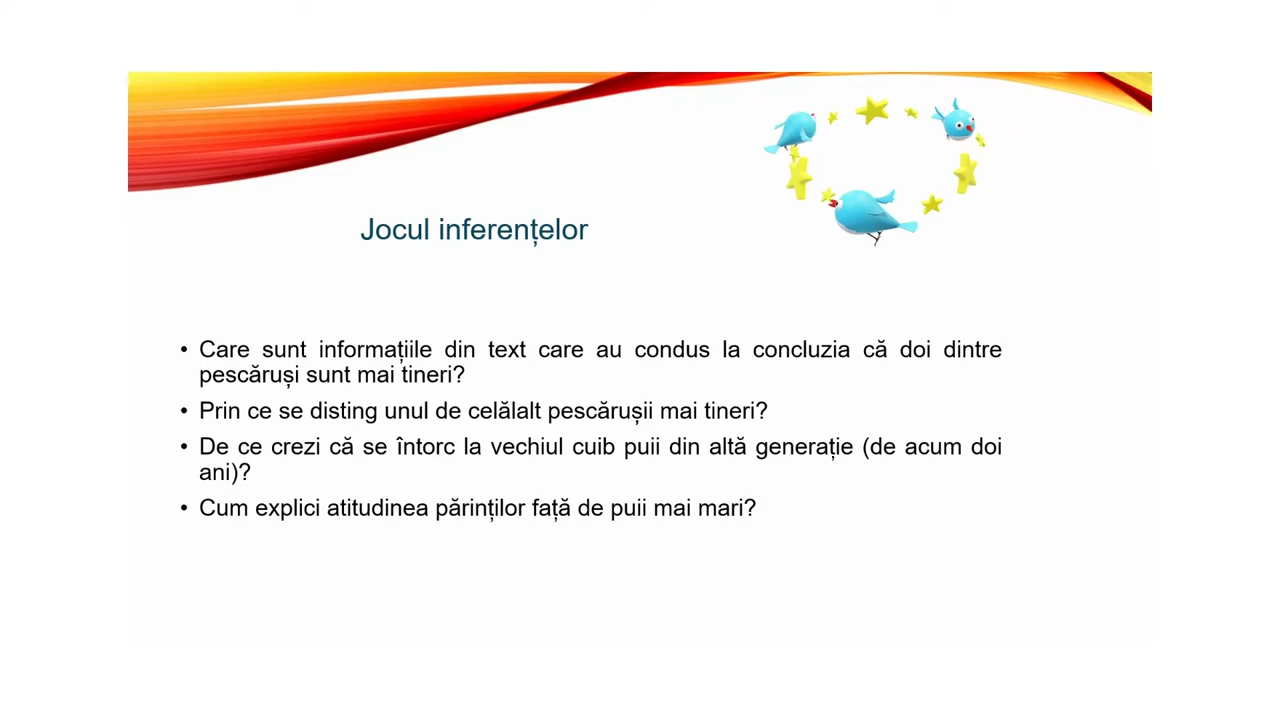 Jocul inferențelor
• Care sunt informațiile din text care au condus la concluzia că doi dintre
pescăruși sunt mai tineri?
• Prin ce se disting unul de celălalt pescărușii mai tineri?
• De ce crezi că se întorc la vechiul cuib puii din altă generație (de acum doi
ani)?
• Cum explici atitudinea părinților față de puii mai mari?